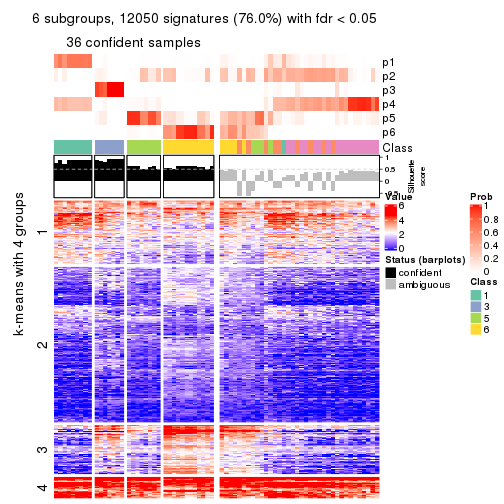 6 subgroups, 12050 signatures (76.0%) with fdr < 0.05
36 confident samples
p1
p2
p3
p4
p5
p6
Class
1
0.5
0
-0.5
Silhouette
score
k-means with 4 groups
1
2
3
4
Value
6
4
2
0
Status (barplots)
confident
ambiguous
Prob
1
0.8
0.6
0.4
0.2
0
Class
1
3
5
6